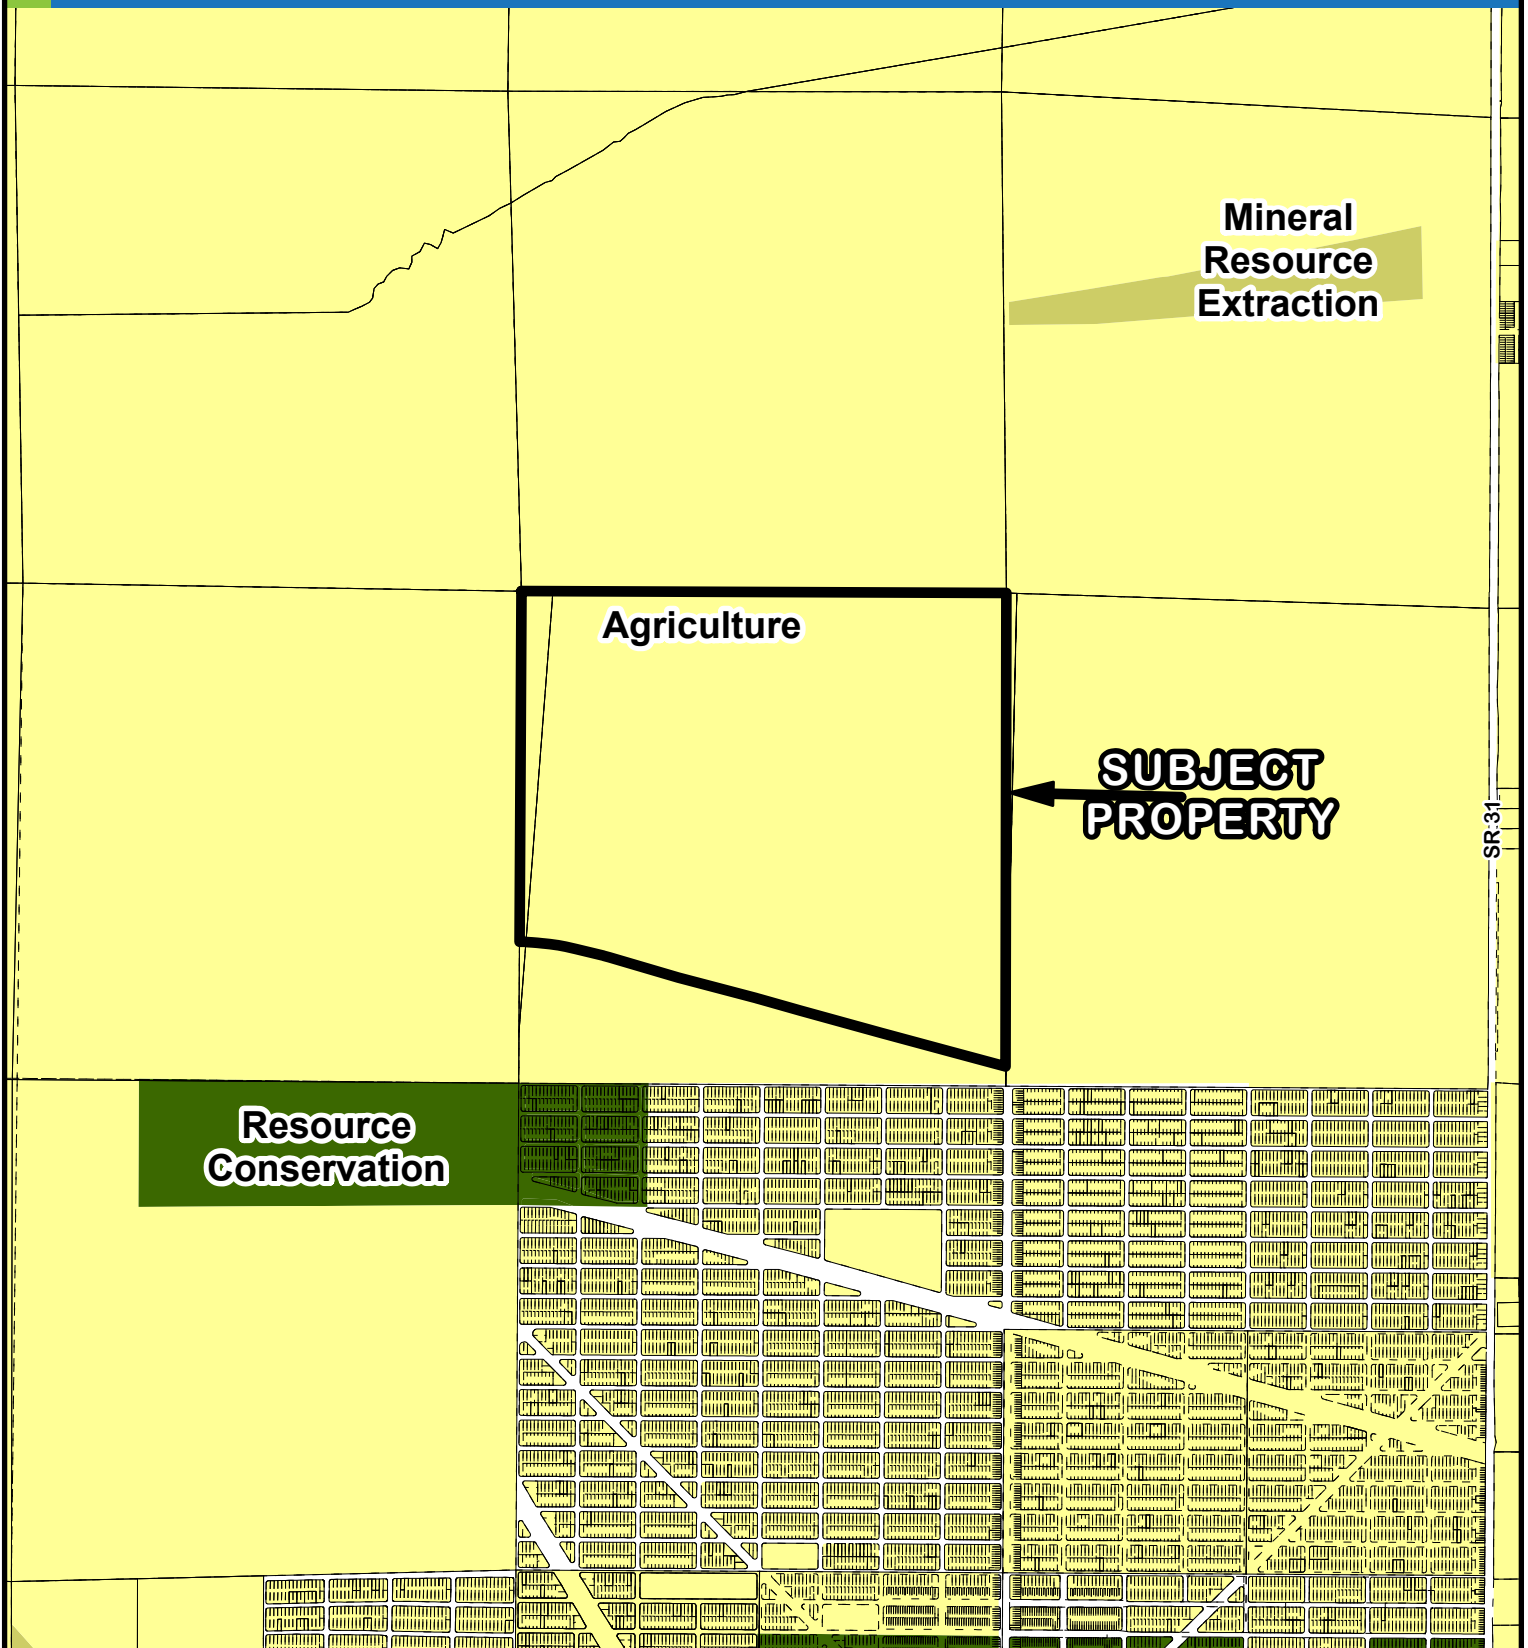 Mineral
Resource
Extraction
Agriculture
SUBJECT
PROPERTY
SR 31
Resource
Conservation